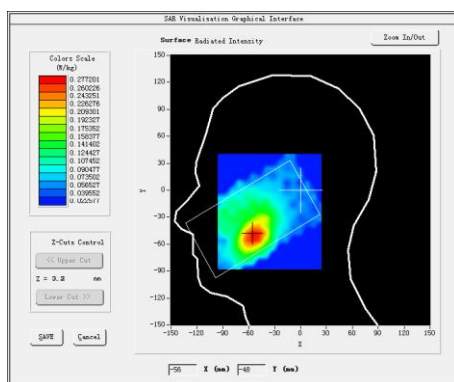 SAR Visualisation Graphical Interface
Surface Radiated Intensity
Zoom In/Out
Colors Scale
(W/kg)
0.277201
0.260226
0.243251
0.226276
0.209301
0.192327
0.175352
0.158377
0.141402
0.124427
0.107452
0.090477
0.073502
0.056527
0.039552
0.022577
Z-Cuts Control
<< Upper Cut
Z = 3.2 mm
Lower Cut >>
SAVE Cancel
150
120
90
60
30
0
-30
-60
-90
-120
-150
Y
-150 -120 -90 -60 -30 0 30 60 90 120 150
X
-56 X (mm) -48 Y (mm)